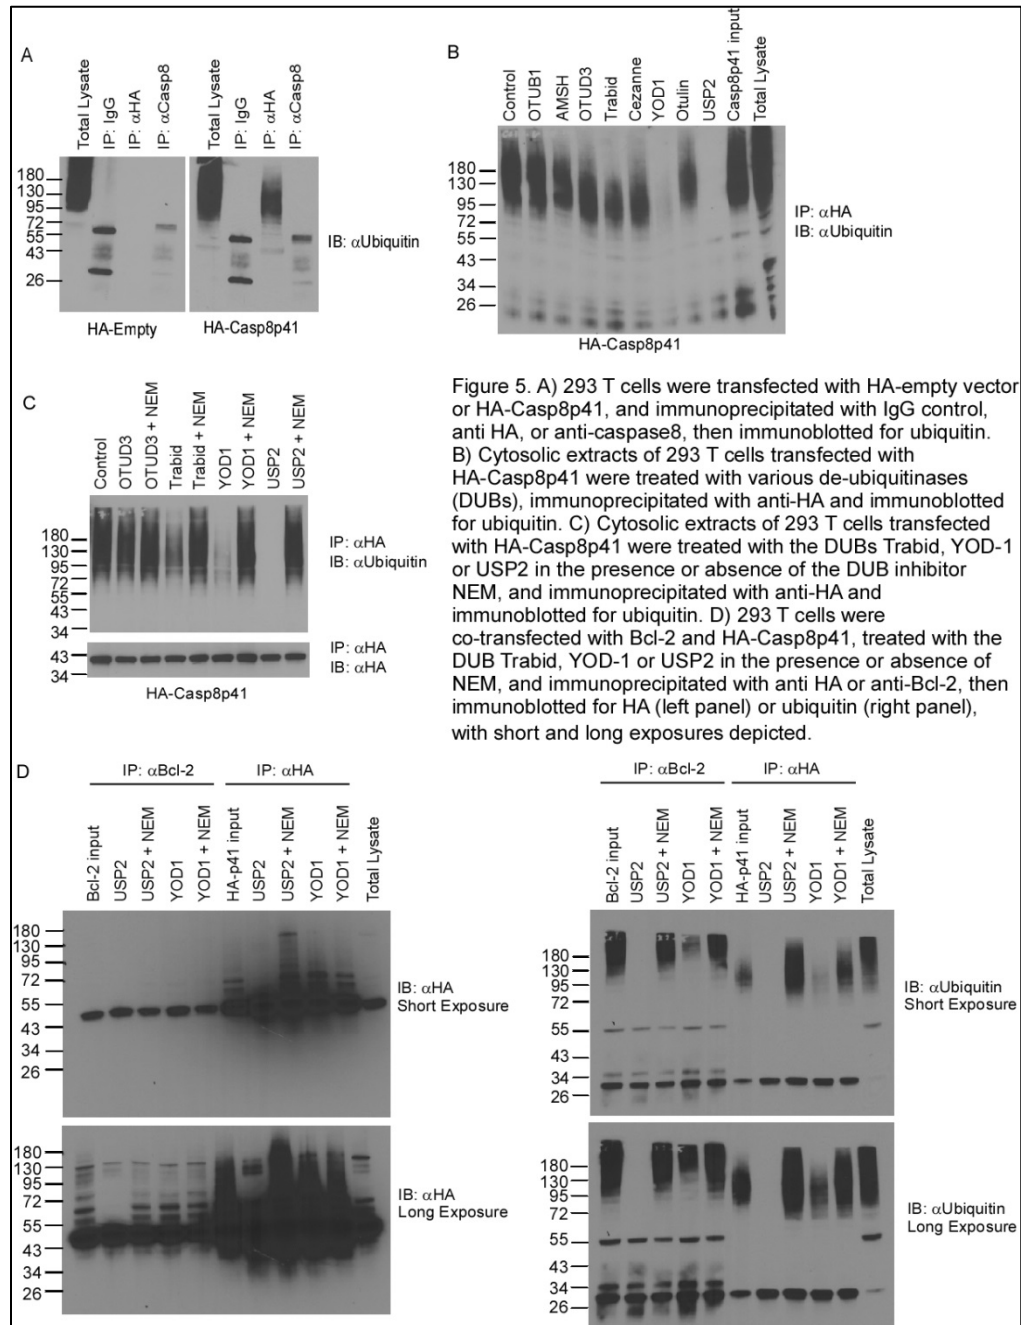 A
Total Lysate
IP: IgG
IP: αHA
IP: αCasp8
Total Lysate
IP: IgG
IP: αHA
IP: αCasp8
180
130
95
72
55
43
26
IB: αUbiquitin
HA-Empty
HA-Casp8p41
B
Control
OTUB1
AMSH
OTUD3
Trabid
Cezanne
YOD1
Otulin
USP2
Casp8p41 input
Total Lysate
180
130
95
72
55
43
34
26
IP: αHA
IB: αUbiquitin
HA-Casp8p41
C
Control
OTUD3
OTUD3 + NEM
Trabid
Trabid + NEM
YOD1
YOD1 + NEM
USP2
USP2 + NEM
180
130
95
72
55
43
34
IP: αHA
IB: αUbiquitin
43
34
IP: αHA
IB: αHA
HA-Casp8p41
Figure 5. A) 293 T cells were transfected with HA-empty vector
or HA-Casp8p41, and immunoprecipitated with IgG control,
anti HA, or anti-caspase8, then immunoblotted for ubiquitin.
B) Cytosolic extracts of 293 T cells transfected with
HA-Casp8p41 were treated with various de-ubiquitinases
(DUBs), immunoprecipitated with anti-HA and immunoblotted
for ubiquitin. C) Cytosolic extracts of 293 T cells transfected
with HA-Casp8p41 were treated with the DUBs Trabid, YOD-1
or USP2 in the presence or absence of the DUB inhibitor
NEM, and immunoprecipitated with anti-HA and
immunoblotted for ubiquitin. D) 293 T cells were
co-transfected with Bcl-2 and HA-Casp8p41, treated with the
DUB Trabid, YOD-1 or USP2 in the presence or absence of
NEM, and immunoprecipitated with anti HA or anti-Bcl-2, then
immunoblotted for HA (left panel) or ubiquitin (right panel),
with short and long exposures depicted.
D
IP: αBcl-2
IP: αHA
Bcl-2 input
USP2
USP2 + NEM
YOD1
YOD1 + NEM
HA-p41 input
USP2
USP2 + NEM
YOD1
YOD1 + NEM
Total Lysate
180
130
95
72
55
43
34
26
IB: αHA
Short Exposure
180
130
95
72
55
43
34
26
IB: αHA
Long Exposure
IP: αBcl-2
IP: αHA
Bcl-2 input
USP2
USP2 + NEM
YOD1
YOD1 + NEM
HA-p41 input
USP2
USP2 + NEM
YOD1
YOD1 + NEM
Total Lysate
180
130
95
72
55
43
34
26
IB: αUbiquitin
Short Exposure
180
130
95
72
55
43
34
26
IB: αUbiquitin
Long Exposure